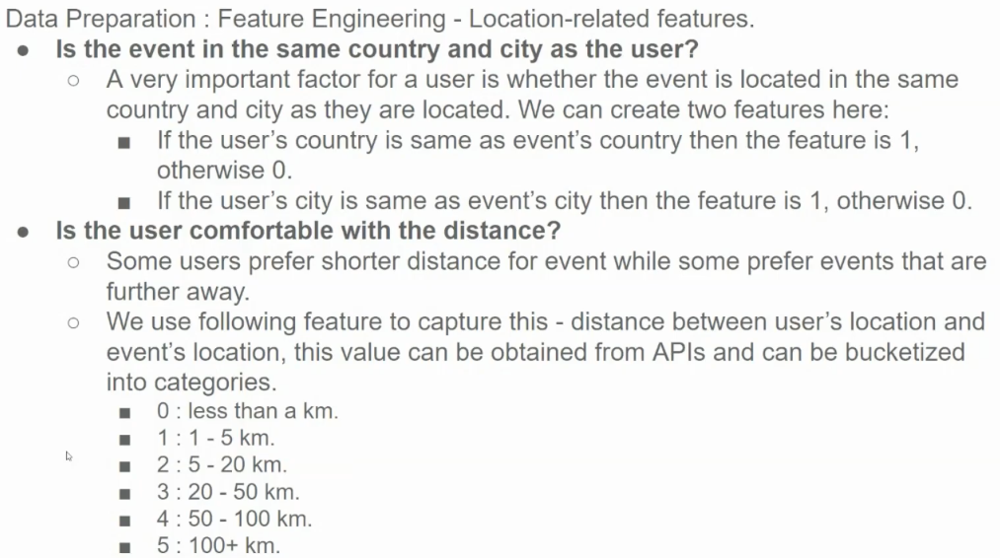 Data Preparation : Feature Engineering - Location-related features.
● Is the event in the same country and city as the user?
○ A very important factor for a user is whether the event is located in the same
country and city as they are located. We can create two features here:
■ If the user's country is same as event's country then the feature is 1,
otherwise 0.
■ If the user's city is same as event's city then the feature is 1, otherwise 0.
● Is the user comfortable with the distance?
○ Some users prefer shorter distance for event while some prefer events that are
further away.
○ We use following feature to capture this - distance between user's location and
event's location, this value can be obtained from APIs and can be bucketized
into categories.
■ 0 : less than a km.
■ 1 : 1 - 5 km.
■ 2 : 5 - 20 km.
■ 3 : 20 - 50 km.
■ 4 : 50 - 100 km.
■ 5 : 100+ km.